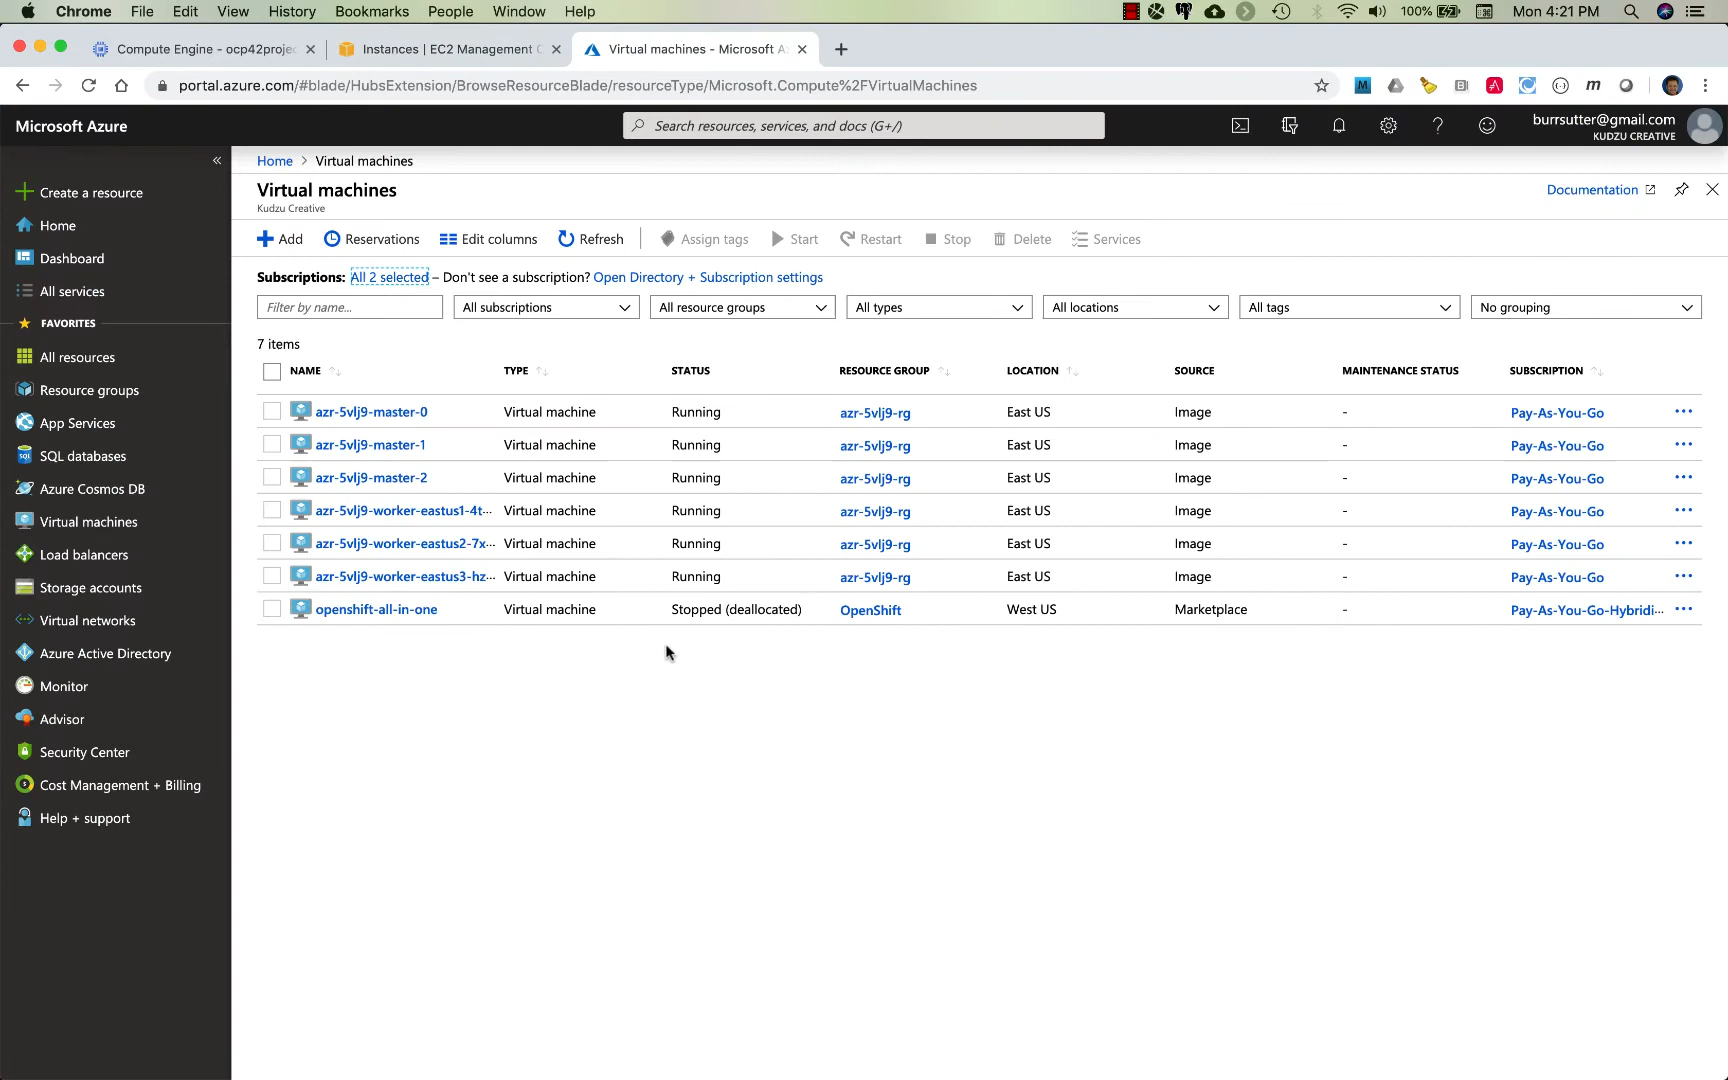 Chrome File Edit View History Bookmarks People Window Help 100% Mon 4:21 PM
Compute Engine - ocp42proje Instances | EC2 Management C Virtual machines - Microsoft A
portal.azure.com/#blade/HubsExtension/BrowseResourceBlade/resourceType/Microsoft.Compute%2FVirtualMachines
Microsoft Azure
Search resources, services, and docs (G+/)
burrsutter@gmail.com
KUDZU CREATIVE
Create a resource
Home
Dashboard
All services
FAVORITES
All resources
Resource groups
App Services
SQL databases
Azure Cosmos DB
Virtual machines
Load balancers
Storage accounts
Virtual networks
Azure Active Directory
Monitor
Advisor
Security Center
Cost Management + Billing
Help + support
Home > Virtual machines
Virtual machines
Kudzu Creative
Documentation
Add Reservations Edit columns Refresh Assign tags Start Restart Stop Delete Services
Subscriptions: All 2 selected – Don't see a subscription? Open Directory + Subscription settings
Filter by name... All subscriptions All resource groups All types All locations All tags No grouping
7 items
NAME TYPE STATUS RESOURCE GROUP LOCATION SOURCE MAINTENANCE STATUS SUBSCRIPTION
azr-5vlj9-master-0 Virtual machine Running azr-5vlj9-rg East US Image - Pay-As-You-Go
azr-5vlj9-master-1 Virtual machine Running azr-5vlj9-rg East US Image - Pay-As-You-Go
azr-5vlj9-master-2 Virtual machine Running azr-5vlj9-rg East US Image - Pay-As-You-Go
azr-5vlj9-worker-eastus1-4t... Virtual machine Running azr-5vlj9-rg East US Image - Pay-As-You-Go
azr-5vlj9-worker-eastus2-7x... Virtual machine Running azr-5vlj9-rg East US Image - Pay-As-You-Go
azr-5vlj9-worker-eastus3-hz... Virtual machine Running azr-5vlj9-rg East US Image - Pay-As-You-Go
openshift-all-in-one Virtual machine Stopped (deallocated) OpenShift West US Marketplace - Pay-As-You-Go-Hybridi...